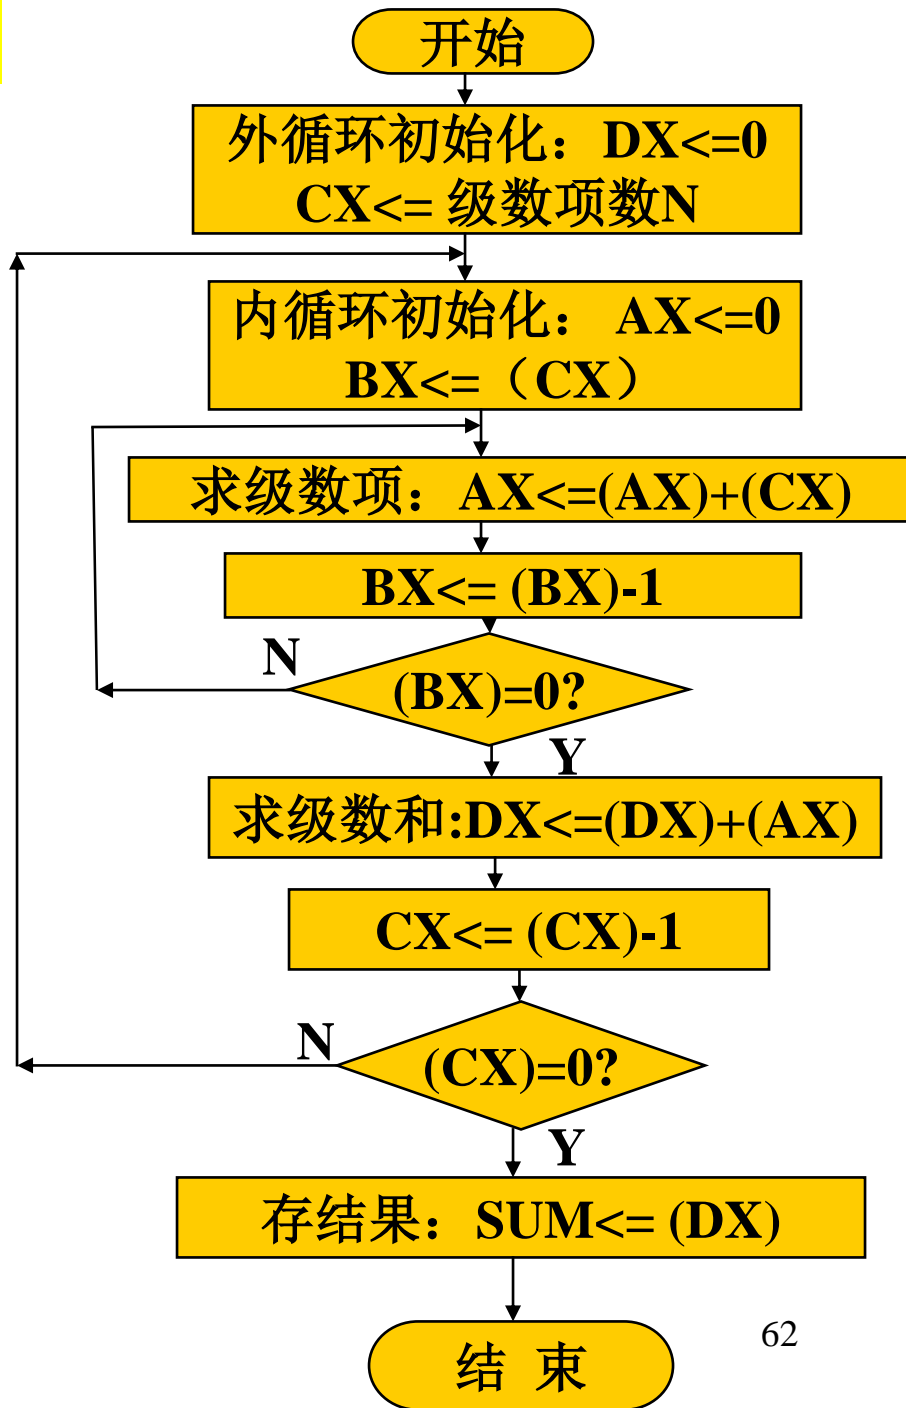 开始
外循环初始化：DX<=0
CX<= 级数项数N
内循环初始化： AX<=0
BX<=（CX）
求级数项：AX<=(AX)+(CX)
BX<= (BX)-1
N
(BX)=0?
Y
求级数和:DX<=(DX)+(AX)
CX<= (CX)-1
N
(CX)=0?
Y
存结果：SUM<= (DX)
结 束
62